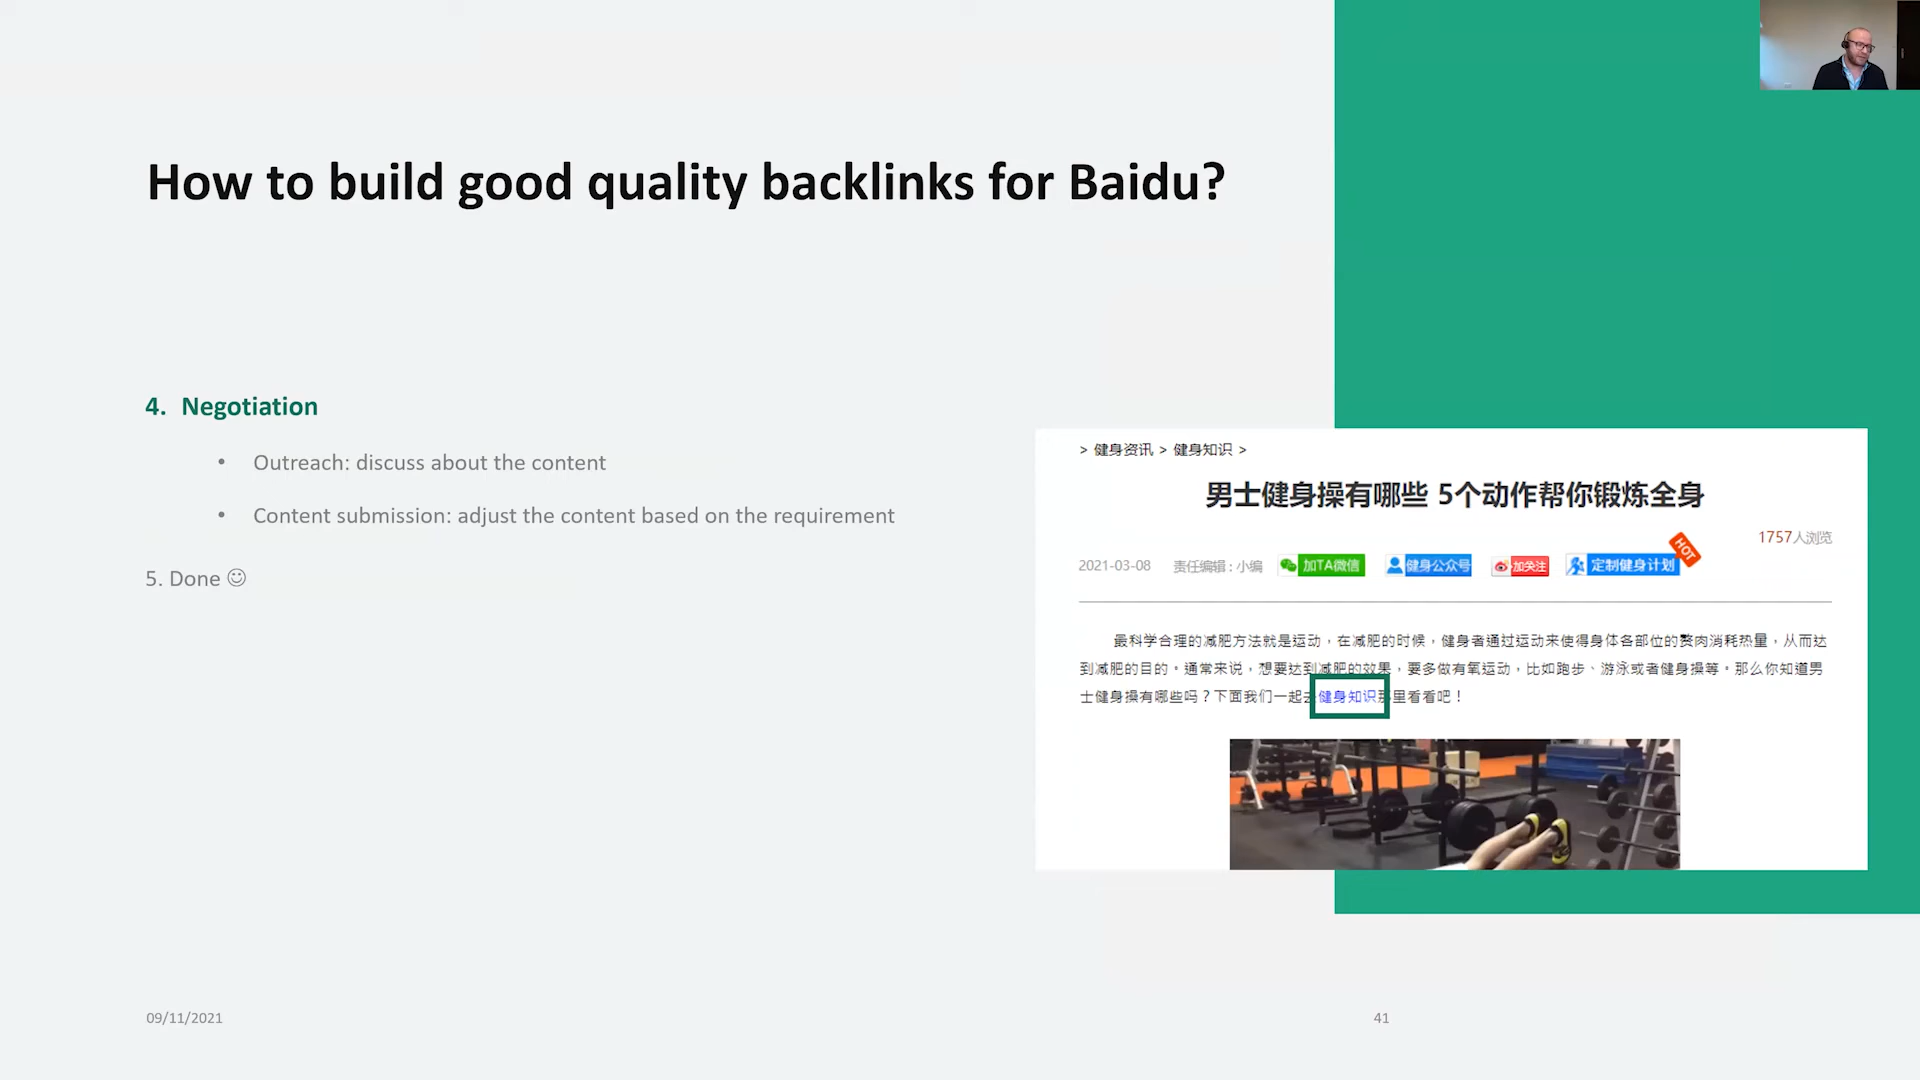 How to build good quality backlinks for Baidu?
4. Negotiation
• Outreach: discuss about the content
• Content submission: adjust the content based on the requirement
5. Done ☺
> 健身资讯 > 健身知识 >
男士健身操有哪些 5个动作帮你锻炼全身
1757人浏览
2021-03-08 责任编辑:小编 加TA微信 健身公众号 加关注 定制健身计划 HOT
最科学合理的减肥方法就是运动,在减肥的时候,健身者通过运动来使得身体各部位的赘肉消耗热量,从而达
到减肥的目的。通常来说,想要达到减肥的效果,要多做有氧运动,比如跑步、游泳或者健身操等。那么你知道男
士健身操有哪些吗?下面我们一起去健身知识那里看看吧!
09/11/2021
41